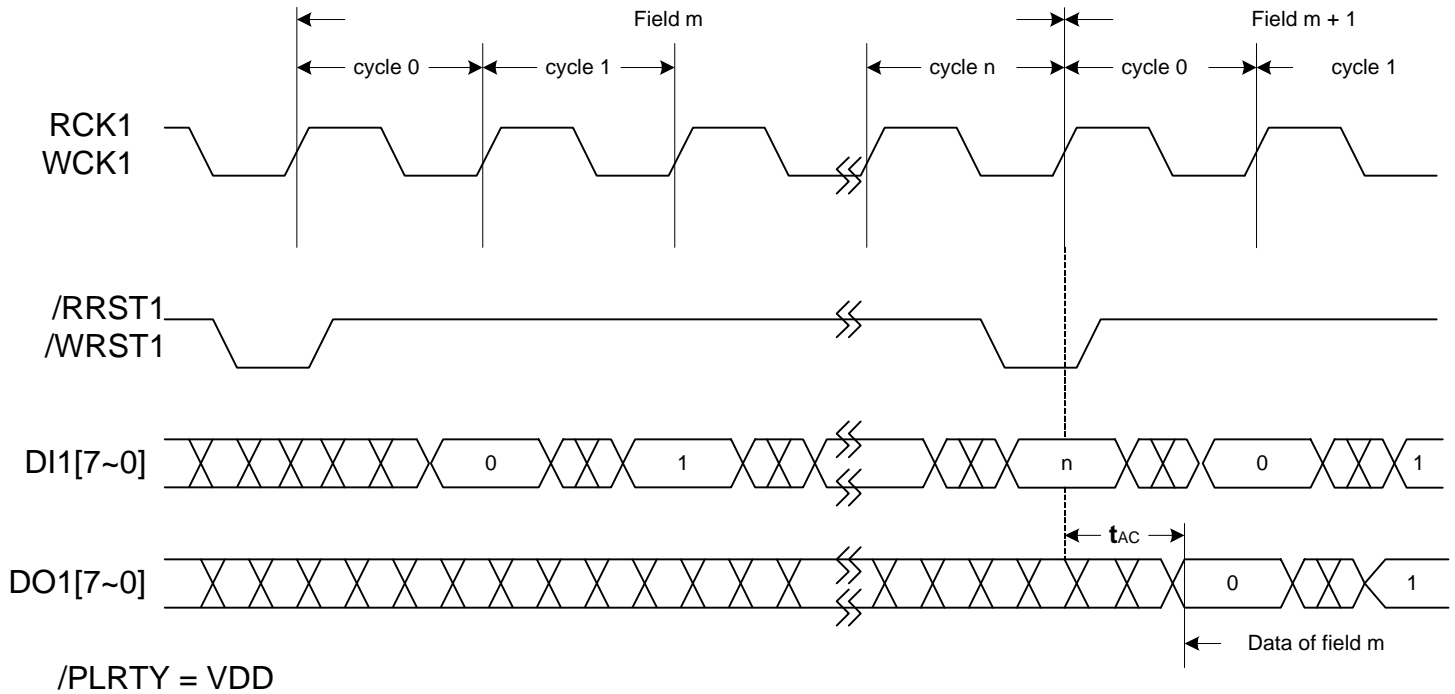 Field m Field m + 1
cycle 0 cycle 1 cycle n cycle 0 cycle 1
RCK1
WCK1
/RRST1
/WRST1
DI1[7~0] 0 1 n 0 1
tAC
DO1[7~0] 0 1
Data of field m
/PLRTY = VDD